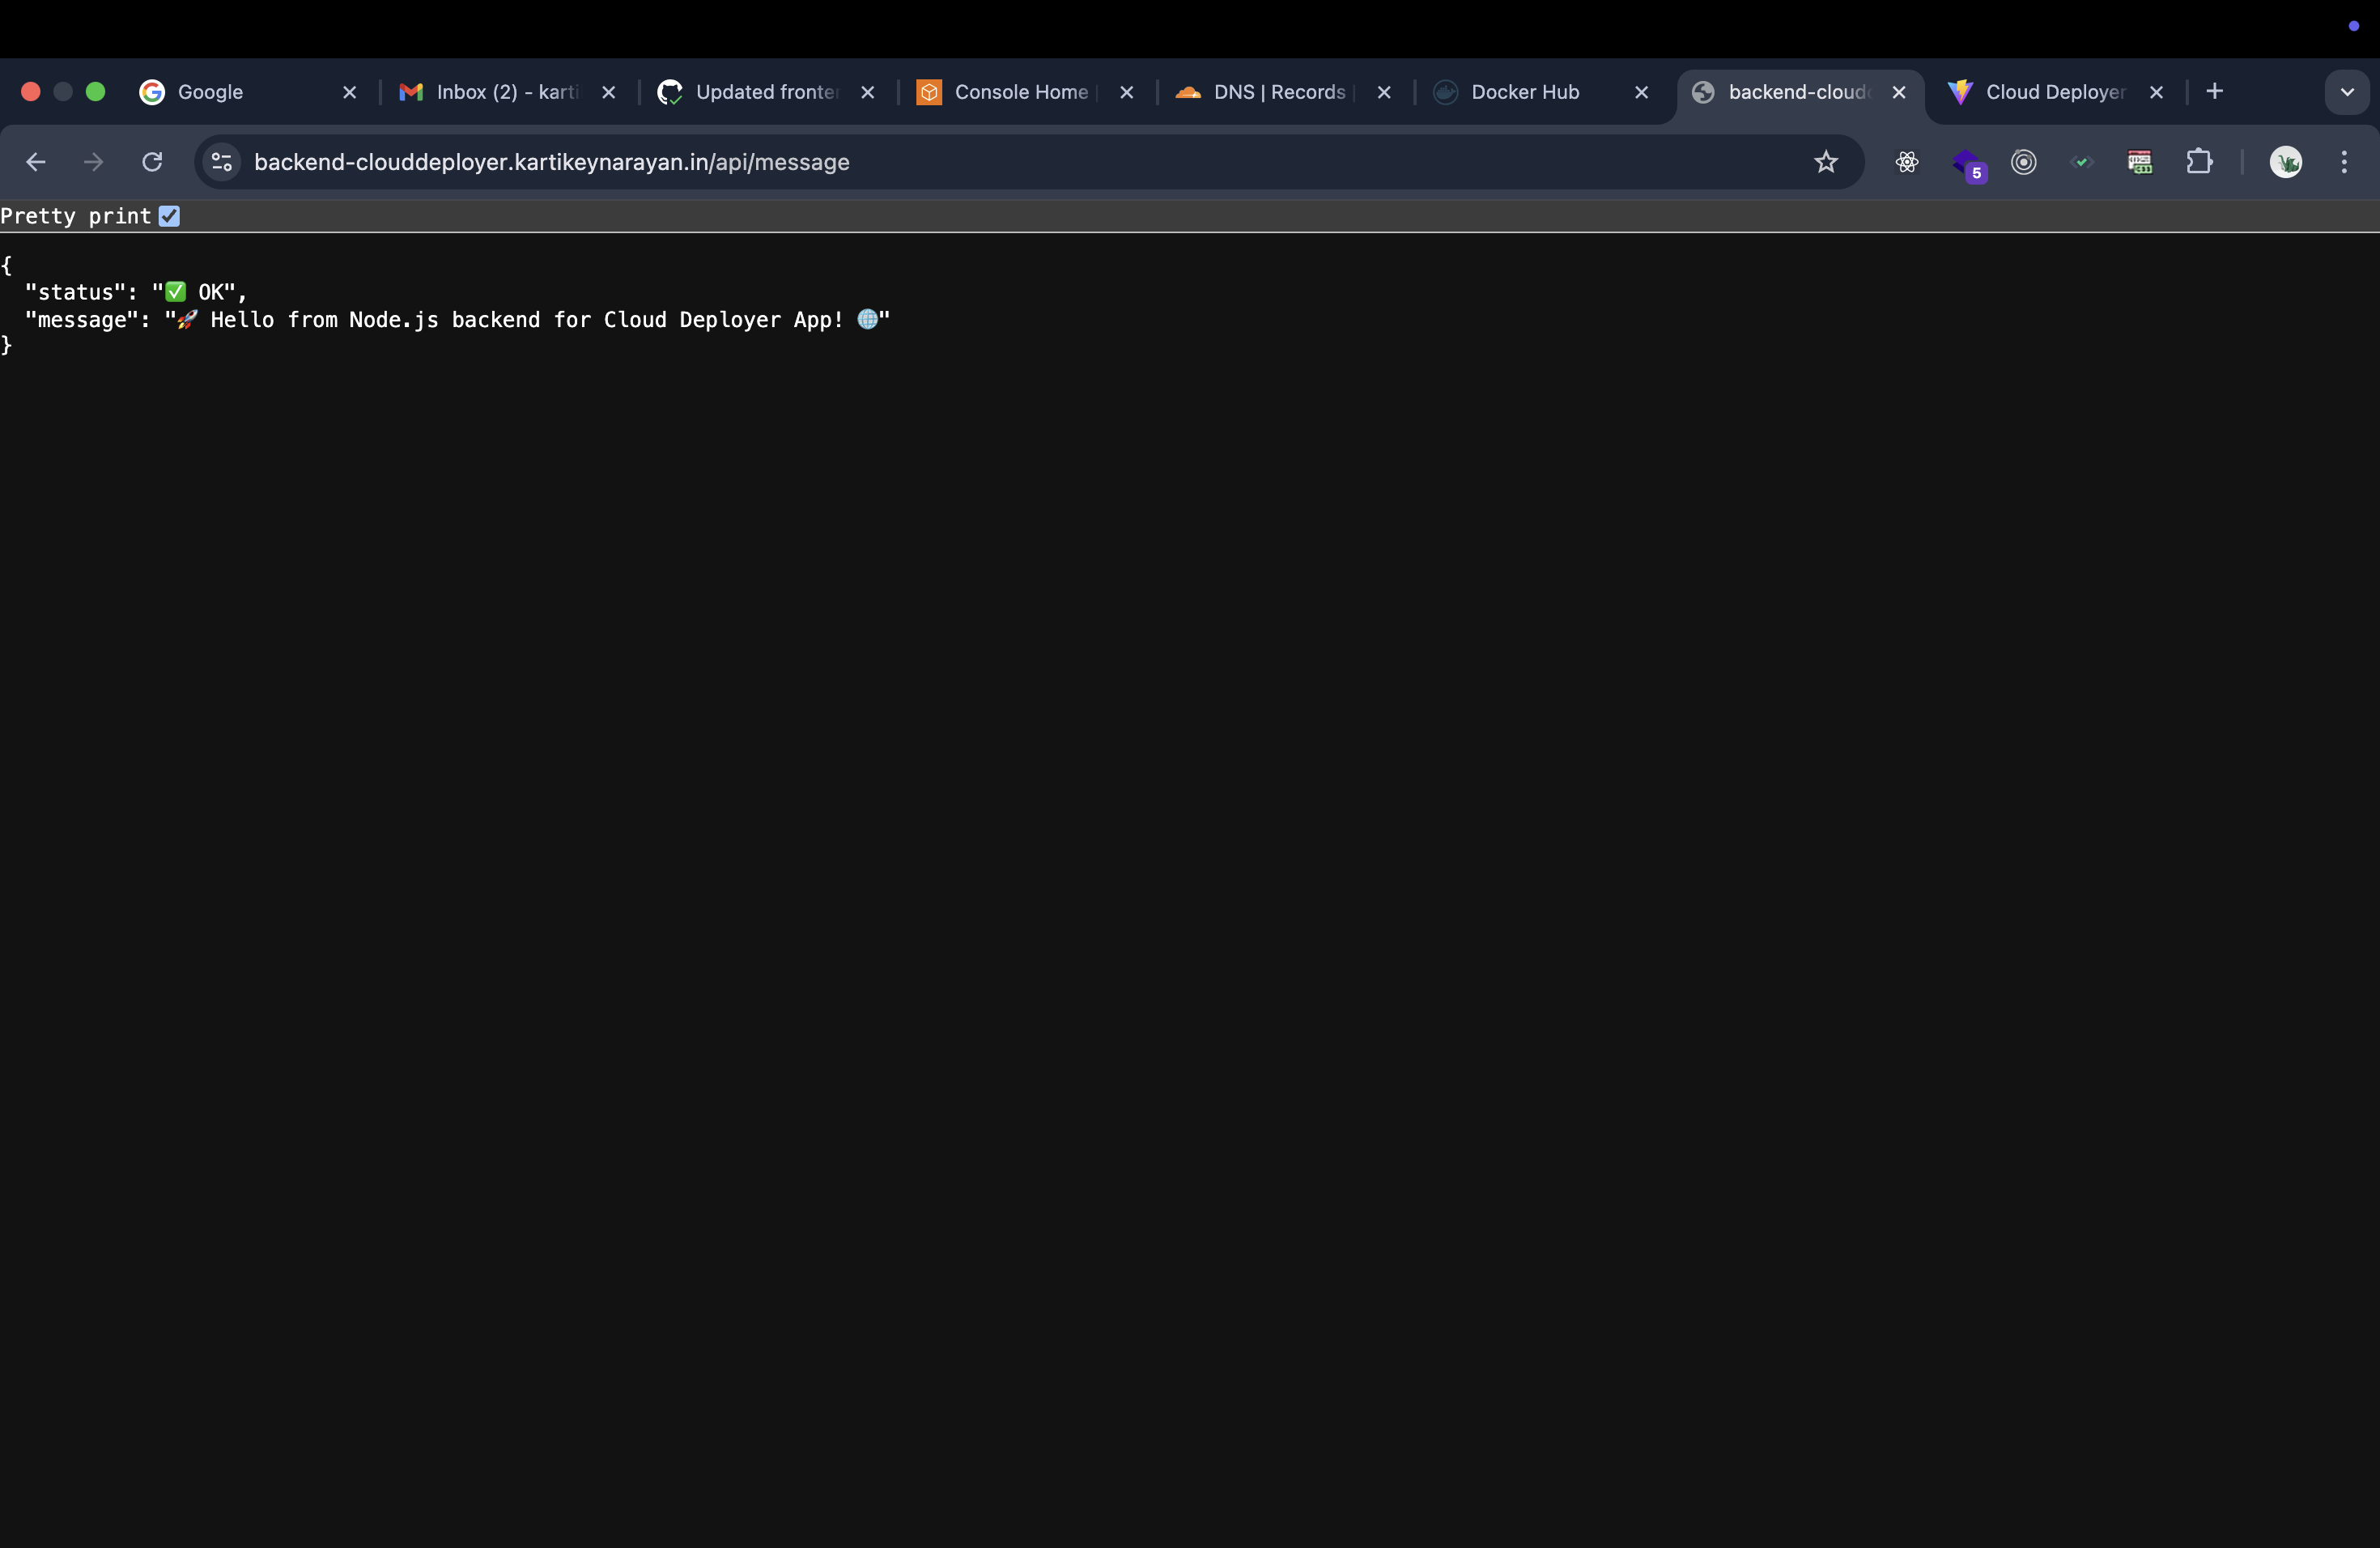 Google
Inbox (2) - karti
Updated fronter
Console Home
DNS | Records
Docker Hub
backend-cloud
Cloud Deployer
backend-clouddeployer.kartikeynarayan.in/api/message
5
Pretty print
{
"status": "✅ OK",
"message": "🚀 Hello from Node.js backend for Cloud Deployer App! 🌐"
}